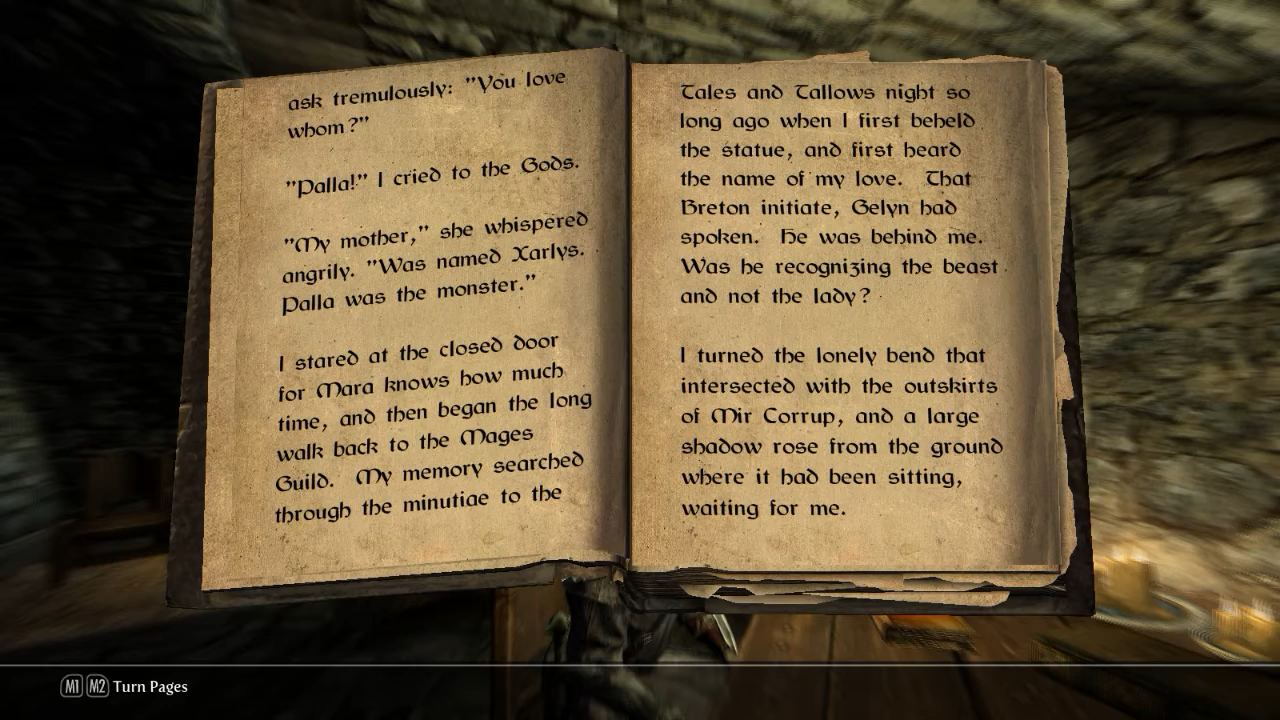 ask tremulously: "You love
whom?"
"Palla!" I cried to the Gods.
"My mother," she whispered
angrily. "Was named Xarlys.
Palla was the monster."
I stared at the closed door
for Mara knows how much
time, and then began the long
walk back to the Mages
Guild. My memory searched
through the minutiae to the
Tales and Tallows night so
long ago when I first beheld
the statue, and first heard
the name of my love. That
Breton initiate, Gelyn had
spoken. He was behind me.
Was he recognizing the beast
and not the lady?
I turned the lonely bend that
intersected with the outskirts
of Mir Corrup, and a large
shadow rose from the ground
where it had been sitting,
waiting for me.
M1 M2 Turn Pages